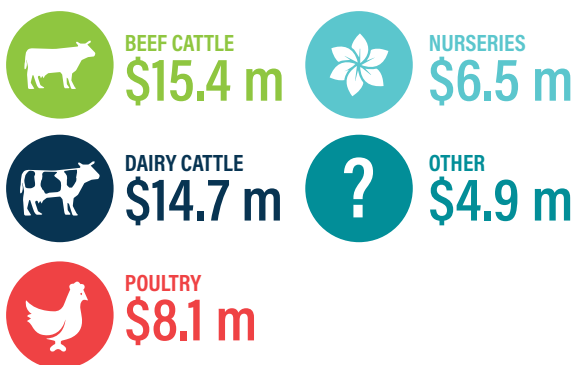 BEEF CATTLE
$15.4 m
DAIRY CATTLE
$14.7 m
POULTRY
$8.1 m
NURSERIES
$6.5 m
?
OTHER
$4.9 m